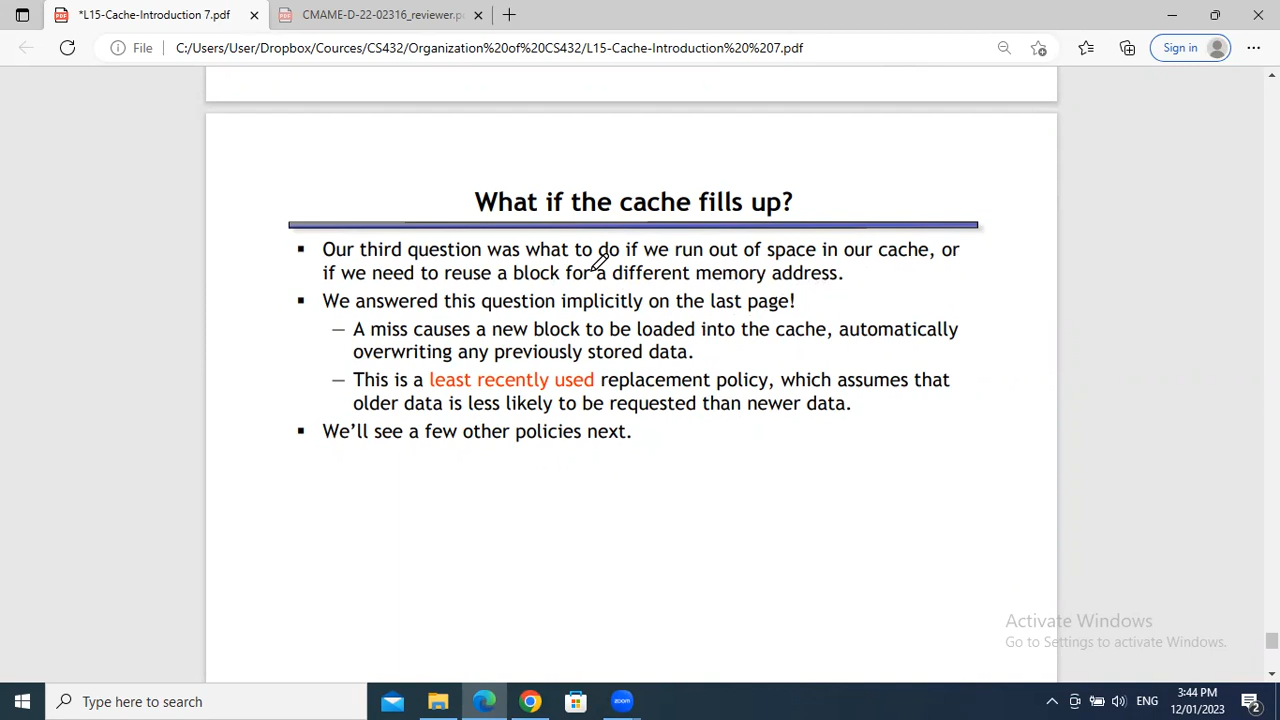 *L15-Cache-Introduction 7.pdf
CMAME-D-22-02316_reviewer.p
File
C:/Users/User/Dropbox/Cources/CS432/Organization%20of%20CS432/L15-Cache-Introduction%20%207.pdf
Sign in
What if the cache fills up?
▪ Our third question was what to do if we run out of space in our cache, or
if we need to reuse a block for a different memory address.
▪ We answered this question implicitly on the last page!
— A miss causes a new block to be loaded into the cache, automatically
overwriting any previously stored data.
— This is a least recently used replacement policy, which assumes that
older data is less likely to be requested than newer data.
▪ We’ll see a few other policies next.
Activate Windows
Go to Settings to activate Windows.
Type here to search
zoom
ENG
3:44 PM
12/01/2023
2